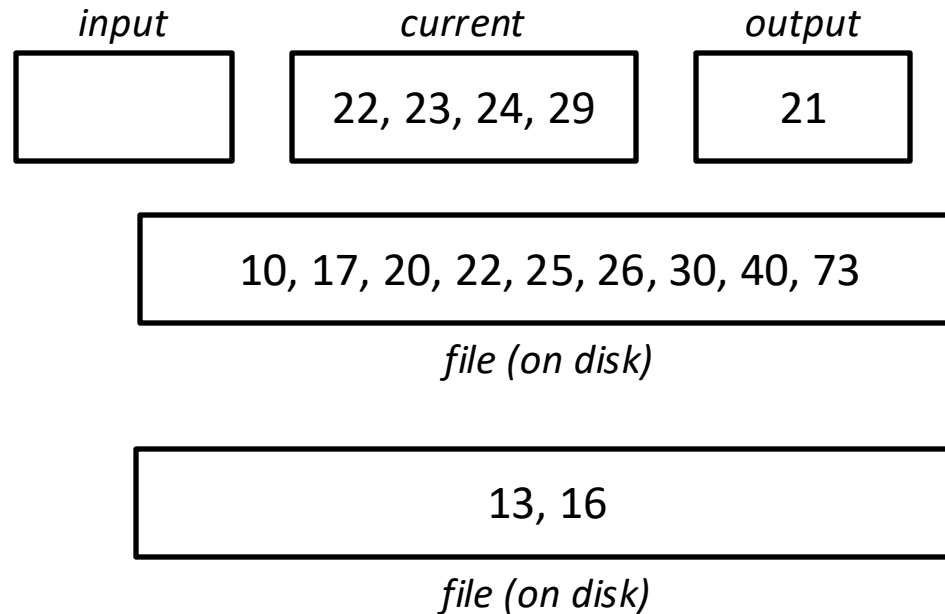 input current output
22, 23, 24, 29 21
10, 17, 20, 22, 25, 26, 30, 40, 73
file (on disk)
13, 16
file (on disk)